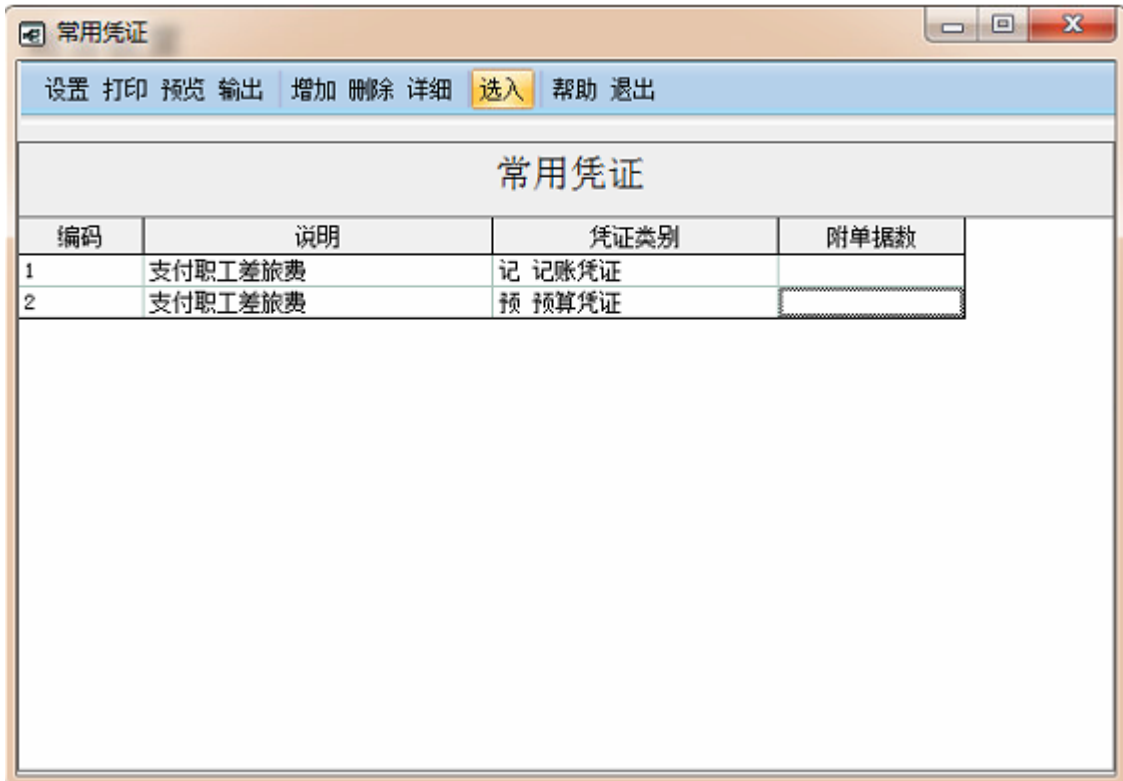 常用凭证
设置 打印 预览 输出 增加 删除 详细 选入 帮助 退出
常用凭证
编码 说明 凭证类别 附单据数
1 支付职工差旅费 记 记账凭证
2 支付职工差旅费 预 预算凭证